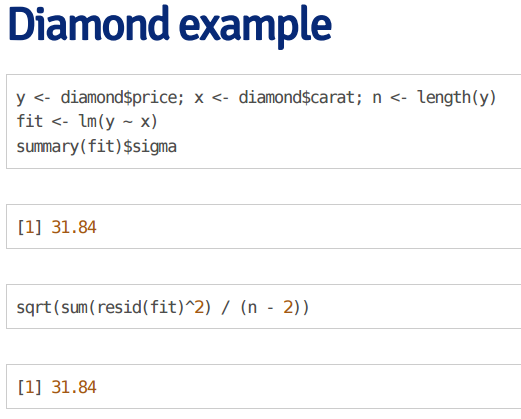 Diamond example
y <- diamond$price; x <- diamond$carat; n <- length(y)
fit <- lm(y ~ x)
summary(fit)$sigma
[1] 31.84
sqrt(sum(resid(fit)^2) / (n - 2))
[1] 31.84